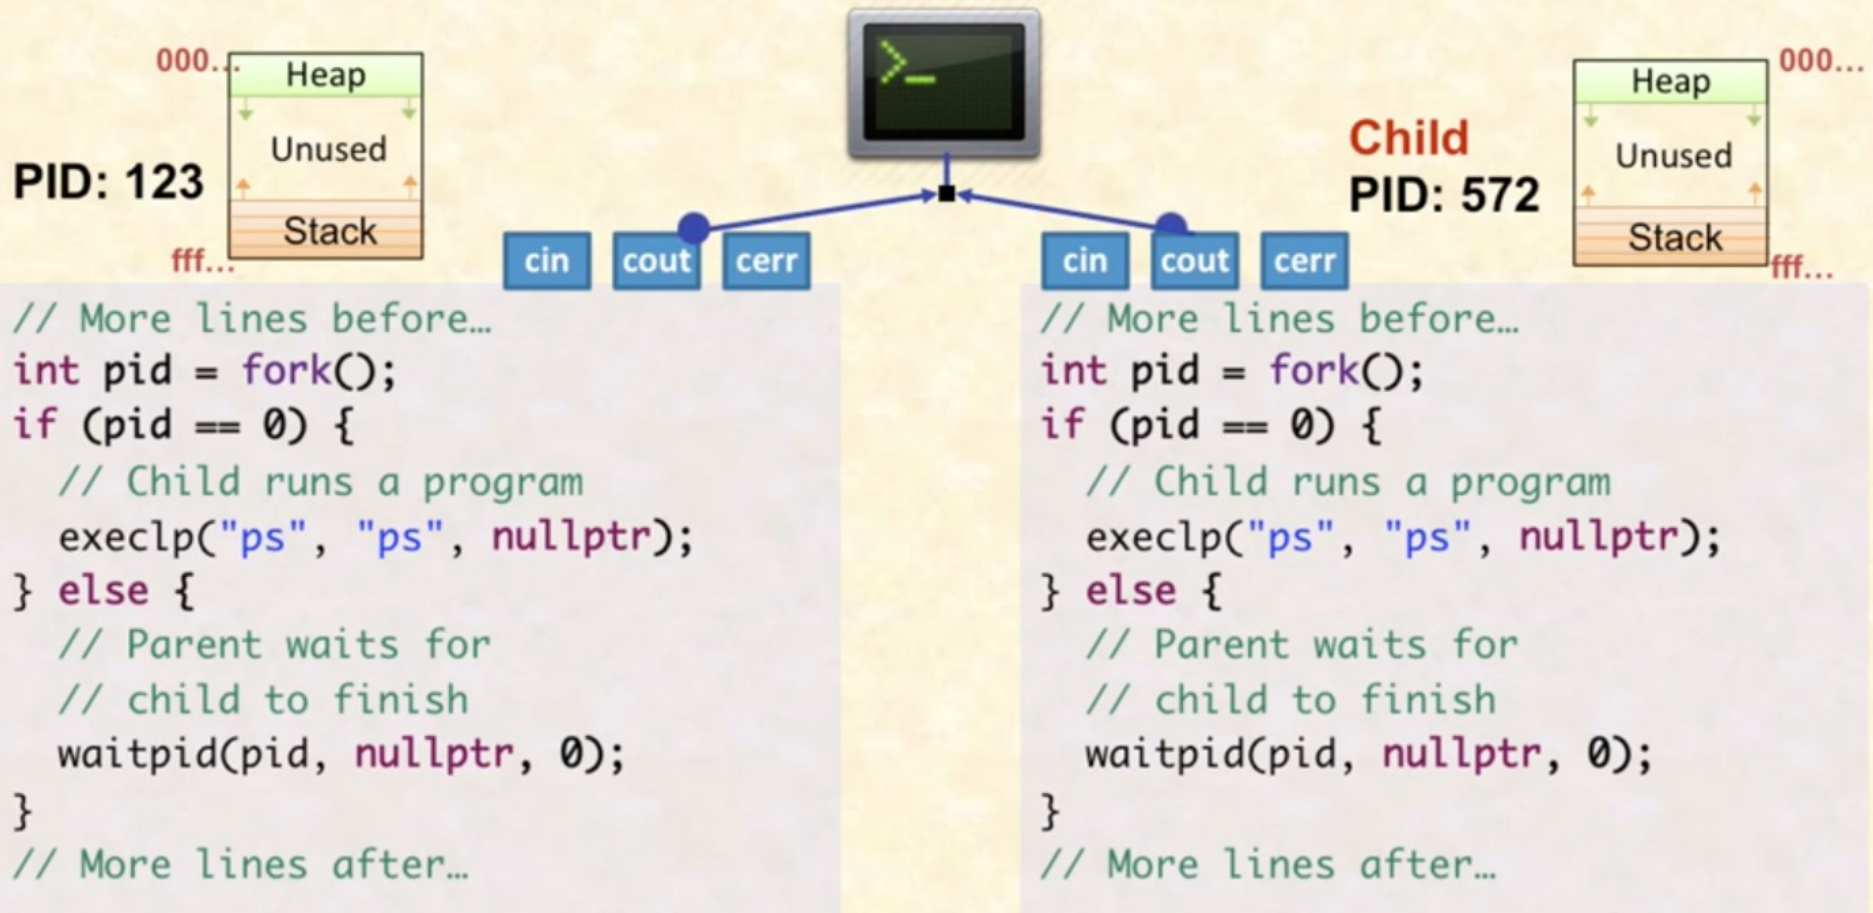 000...
Heap
Unused
Stack
fff...
PID: 123
>_
Child
PID: 572
000...
Heap
Unused
Stack
fff...
cin cout cerr
// More lines before…
int pid = fork();
if (pid == 0) {
// Child runs a program
execlp("ps", "ps", nullptr);
} else {
// Parent waits for
// child to finish
waitpid(pid, nullptr, 0);
}
// More lines after…
cin cout cerr
// More lines before…
int pid = fork();
if (pid == 0) {
// Child runs a program
execlp("ps", "ps", nullptr);
} else {
// Parent waits for
// child to finish
waitpid(pid, nullptr, 0);
}
// More lines after…